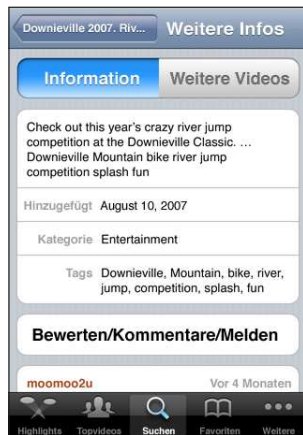 Downieville 2007. Riv... Weitere Infos
Information Weitere Videos
Check out this year's crazy river jump
competition at the Downieville Classic. ...
Downieville Mountain bike river jump
competition splash fun
Hinzugefügt August 10, 2007
Kategorie Entertainment
Tags Downieville, Mountain, bike, river,
jump, competition, splash, fun
Bewerten/Kommentare/Melden
moomoo2u Vor 4 Monaten
Highlights Topvideos Suchen Favoriten Weitere